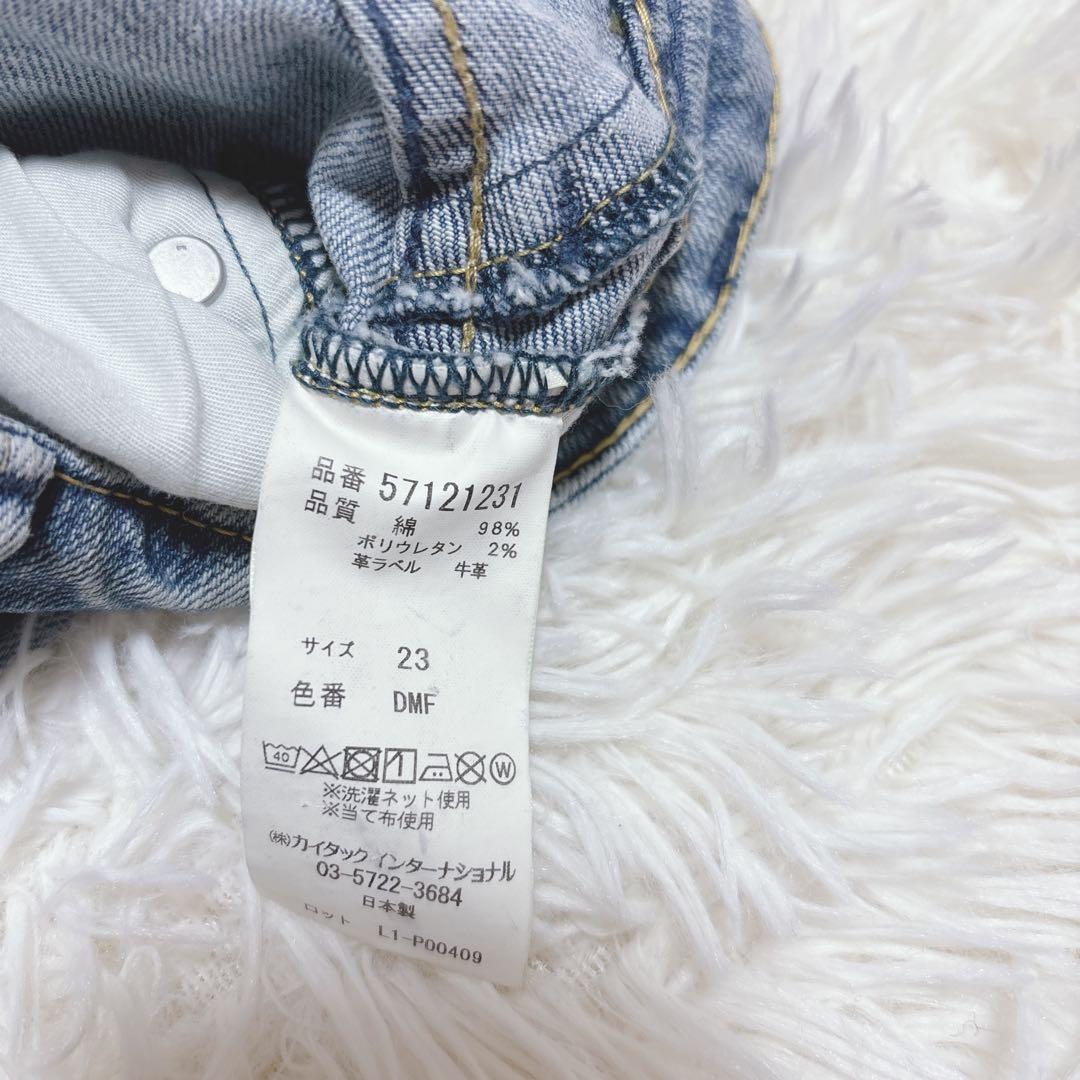 品番 57121231
品質 綿 98%
ポリウレタン 2%
革ラベル 牛革
サイズ 23
色番 DMF
40 W
※洗濯ネット使用
※当て布使用
㈱カイタックインターナショナル
03-5722-3684
日本製
ロット L1-P00409